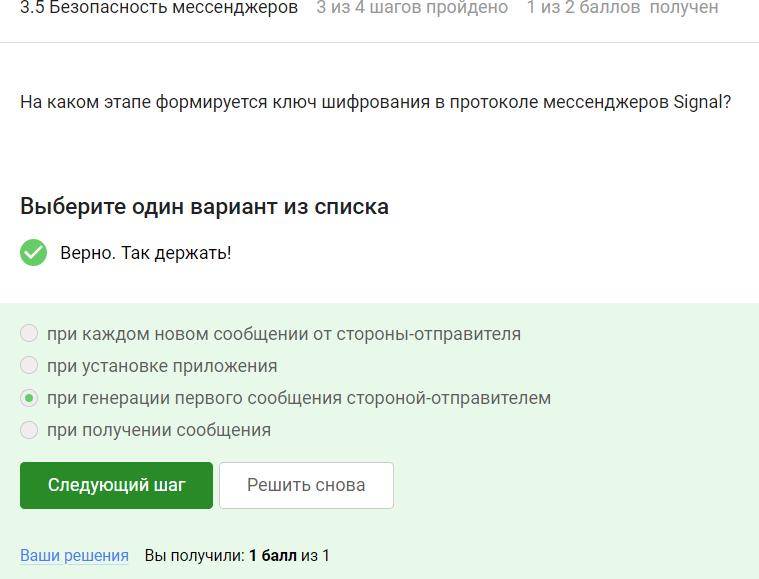 3.5 Безопасность мессенджеров 3 из 4 шагов пройдено 1 из 2 баллов получен
На каком этапе формируется ключ шифрования в протоколе мессенджеров Signal?
Выберите один вариант из списка
Верно. Так держать!
при каждом новом сообщении от стороны-отправителя
при установке приложения
при генерации первого сообщения стороной-отправителем
при получении сообщения
Следующий шаг Решить снова
Ваши решения Вы получили: 1 балл из 1